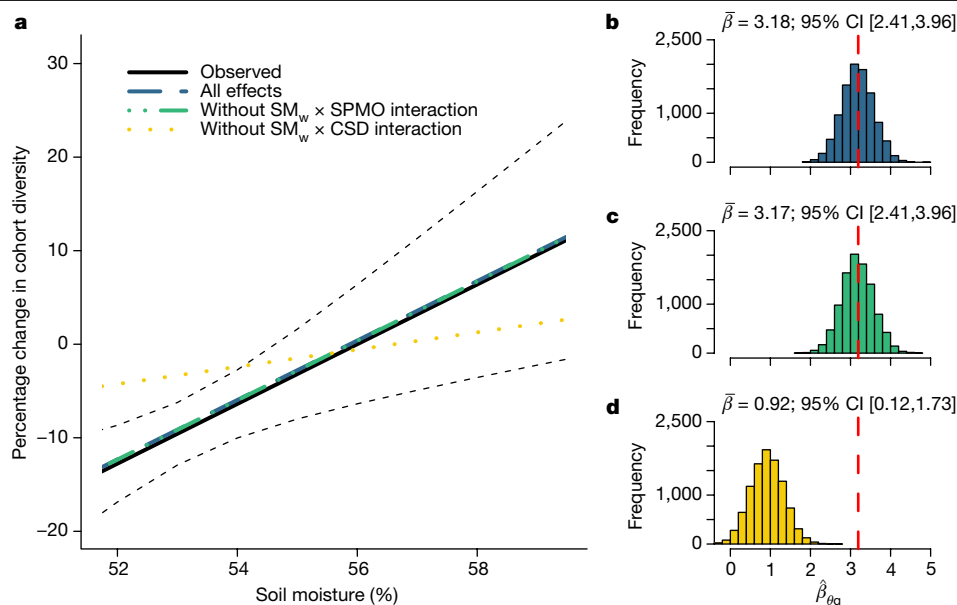 a
Percentage change in cohort diversity
30
20
10
0
−10
−20
52
54
56
58
Soil moisture (%)
Observed
All effects
Without SMw × SPMO interaction
Without SMw × CSD interaction
b
β̅ = 3.18; 95% CI [2.41,3.96]
Frequency
2,500
1,000
0
c
β̅ = 3.17; 95% CI [2.41,3.96]
Frequency
2,500
1,000
0
d
β̅ = 0.92; 95% CI [0.12,1.73]
Frequency
2,500
1,000
0
0 1 2 3 4 5
β̂θg